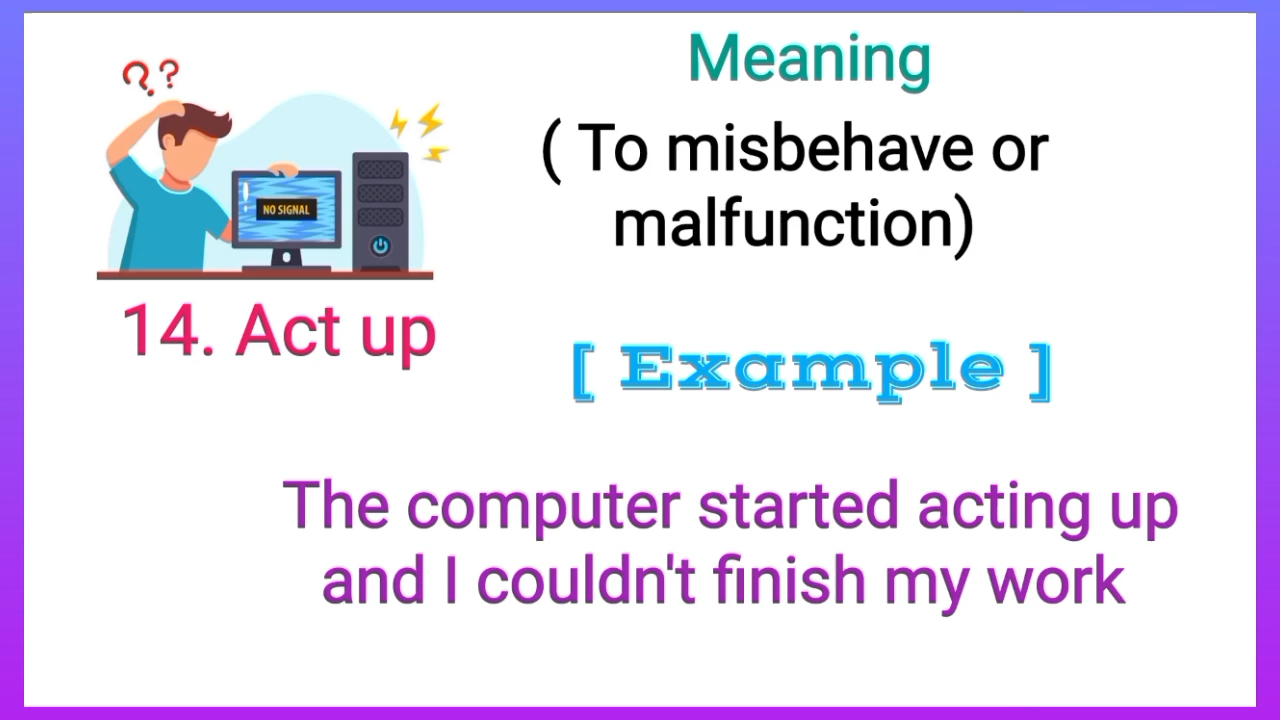 ? ?
NO SIGNAL
14. Act up
Meaning
( To misbehave or
malfunction)
[ Example ]
The computer started acting up
and I couldn't finish my work